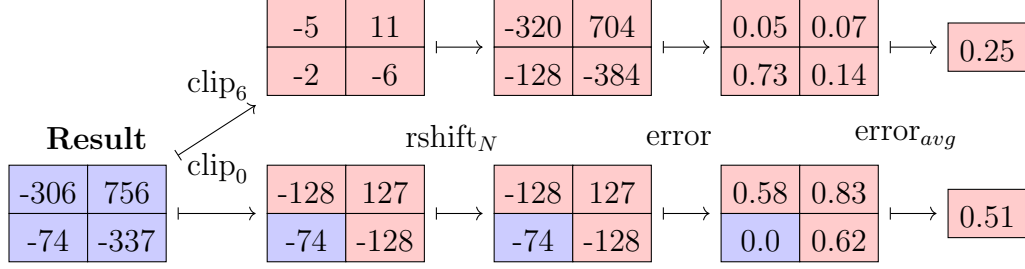 -5 11 -320 704 0.05 0.07
0.25
-2 -6 -128 -384 0.73 0.14
clip6
Result rshiftN error erroravg
clip0
-306 756 -128 127 -128 127 0.58 0.83
0.51
-74 -337 -74 -128 -74 -128 0.0 0.62